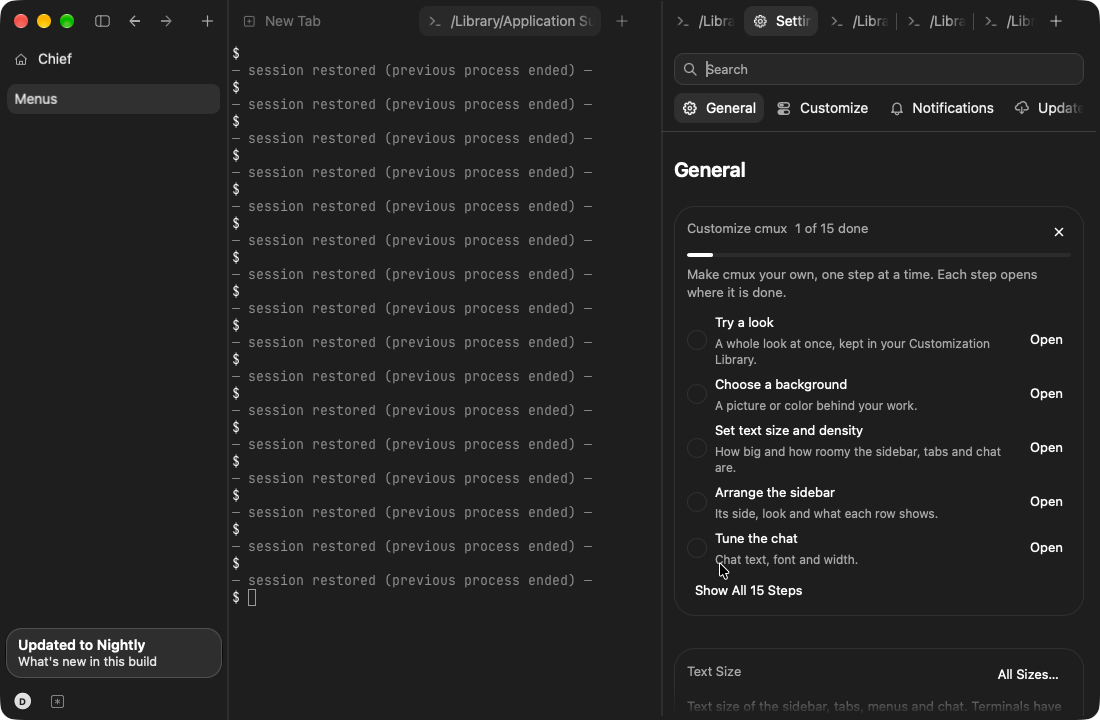 Chief
Menus
Updated to Nightly
What's new in this build
D
New Tab
/Library/Application Su
$
— session restored (previous process ended) —
$
— session restored (previous process ended) —
$
— session restored (previous process ended) —
$
— session restored (previous process ended) —
$
— session restored (previous process ended) —
$
— session restored (previous process ended) —
$
— session restored (previous process ended) —
$
— session restored (previous process ended) —
$
— session restored (previous process ended) —
$
— session restored (previous process ended) —
$
— session restored (previous process ended) —
$
— session restored (previous process ended) —
$
— session restored (previous process ended) —
$
— session restored (previous process ended) —
$
— session restored (previous process ended) —
$
— session restored (previous process ended) —
$
/Libra
Settin
/Libra
/Libra
/Libr
Search
General
Customize
Notifications
Update
General
Customize cmux 1 of 15 done
Make cmux your own, one step at a time. Each step opens
where it is done.
Try a look
A whole look at once, kept in your Customization
Library.
Open
Choose a background
A picture or color behind your work.
Open
Set text size and density
How big and how roomy the sidebar, tabs and chat
are.
Open
Arrange the sidebar
Its side, look and what each row shows.
Open
Tune the chat
Chat text, font and width.
Open
Show All 15 Steps
Text Size
All Sizes...
Text size of the sidebar, tabs, menus and chat. Terminals have